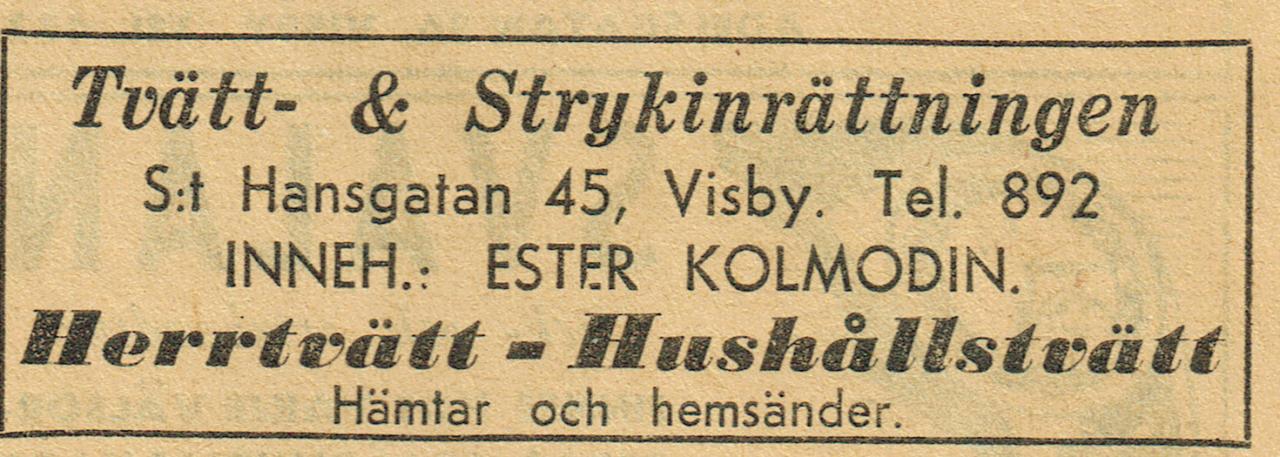 Tvätt- & Strykinrättningen
S:t Hansgatan 45, Visby. Tel. 892
INNEH.: ESTER KOLMODIN.
Herrtvätt - Hushållstvätt
Hämtar och hemsänder.